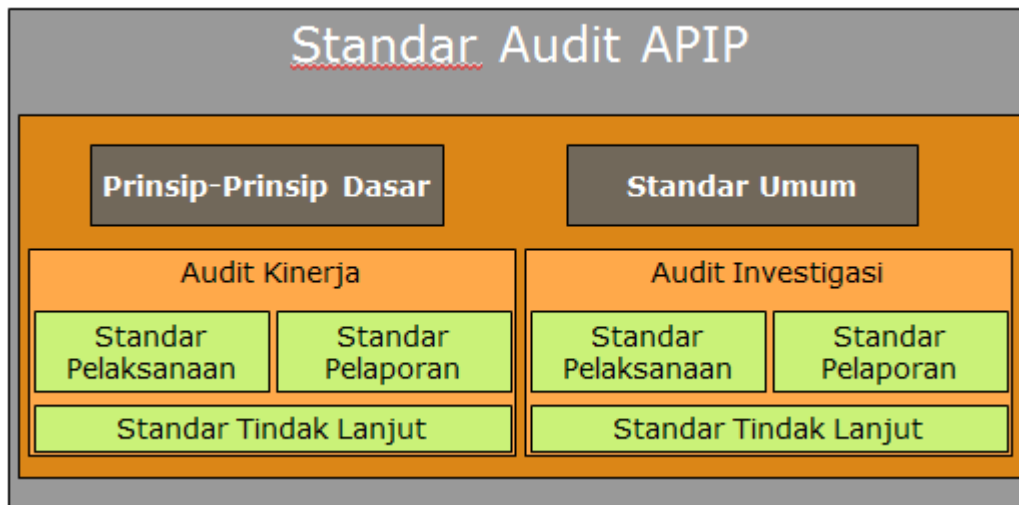 Standar Audit APIP
Prinsip-Prinsip Dasar
Standar Umum
Audit Kinerja
Standar
Pelaksanaan
Standar
Pelaporan
Standar Tindak Lanjut
Audit Investigasi
Standar
Pelaksanaan
Standar
Pelaporan
Standar Tindak Lanjut